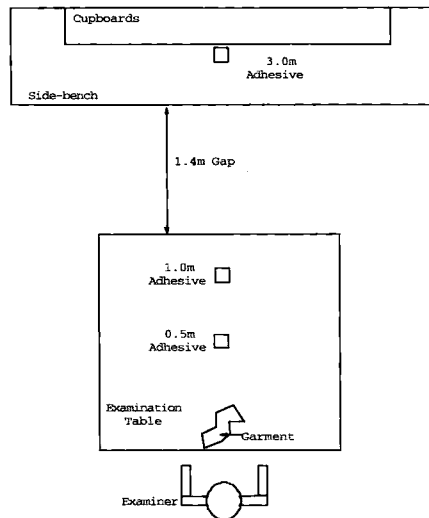 Cupboards
3.0m
Adhesive
Side-bench
1.4m Gap
1.0m
Adhesive
0.5m
Adhesive
Examination
Table
Garment
Examiner